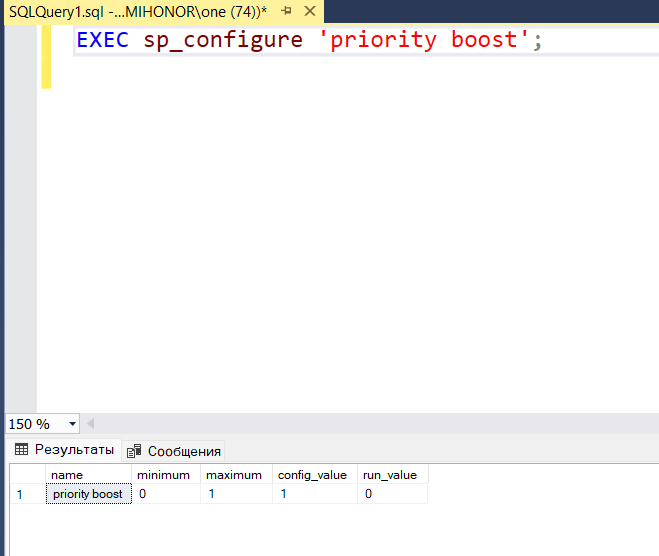 SQLQuery1.sql -...MIHONOR\one (74))*
EXEC sp_configure 'priority boost';
150 %
Результаты Сообщения
name minimum maximum config_value run_value
1 priority boost 0 1 1 0